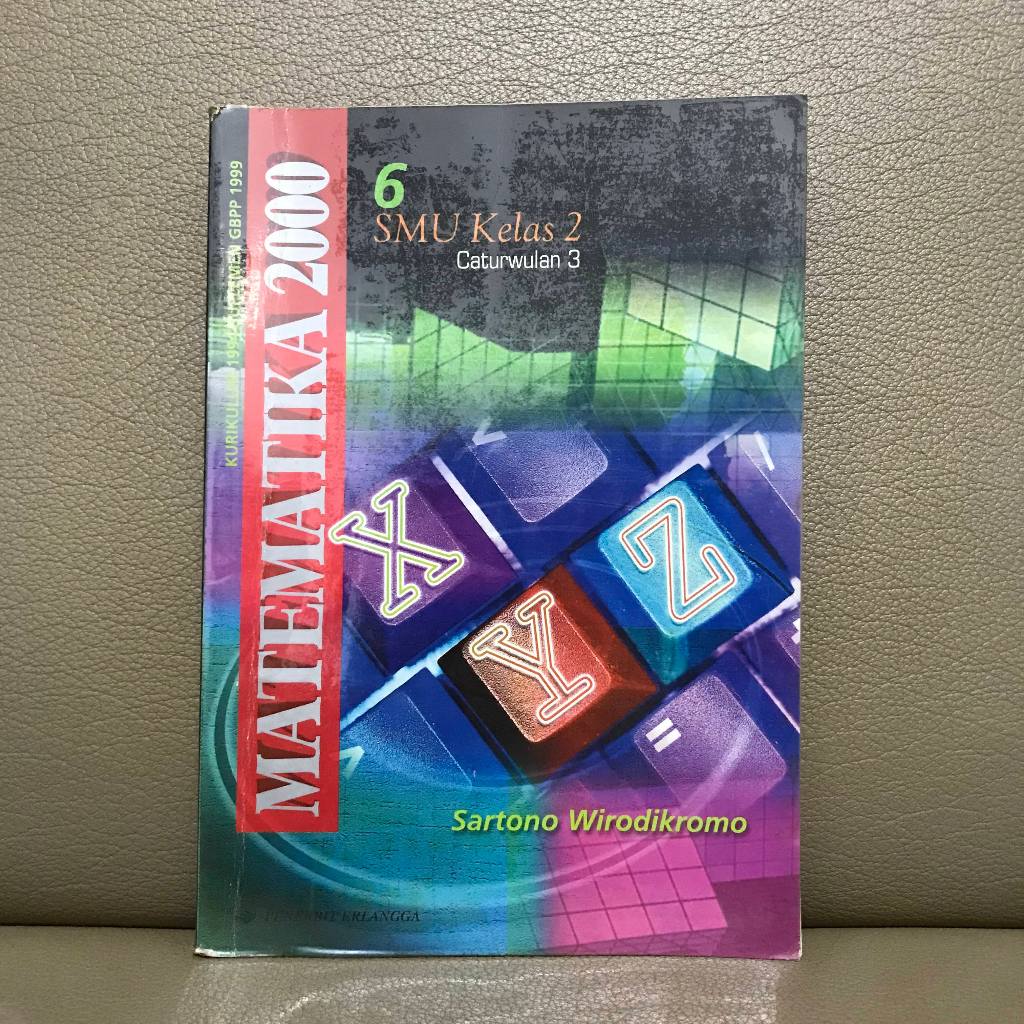 MATEMATIKA 2000
KURIKULUM 1994 SUPLEMEN GBPP 1999
6
SMU Kelas 2
Caturwulan 3
X
Y
Z
=
Sartono Wirodikromo
PENERBIT ERLANGGA